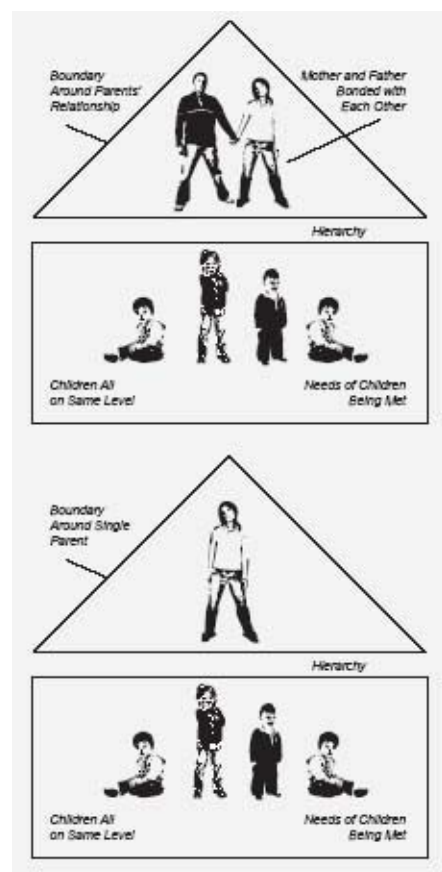 Boundary
Around Parents'
Relationship
Mother and Father
Bonded with
Each Other
Hierarchy
Children All
on Same Level
Needs of Children
Being Met
Boundary
Around Single
Parent
Hierarchy
Children All
on Same Level
Needs of Children
Being Met